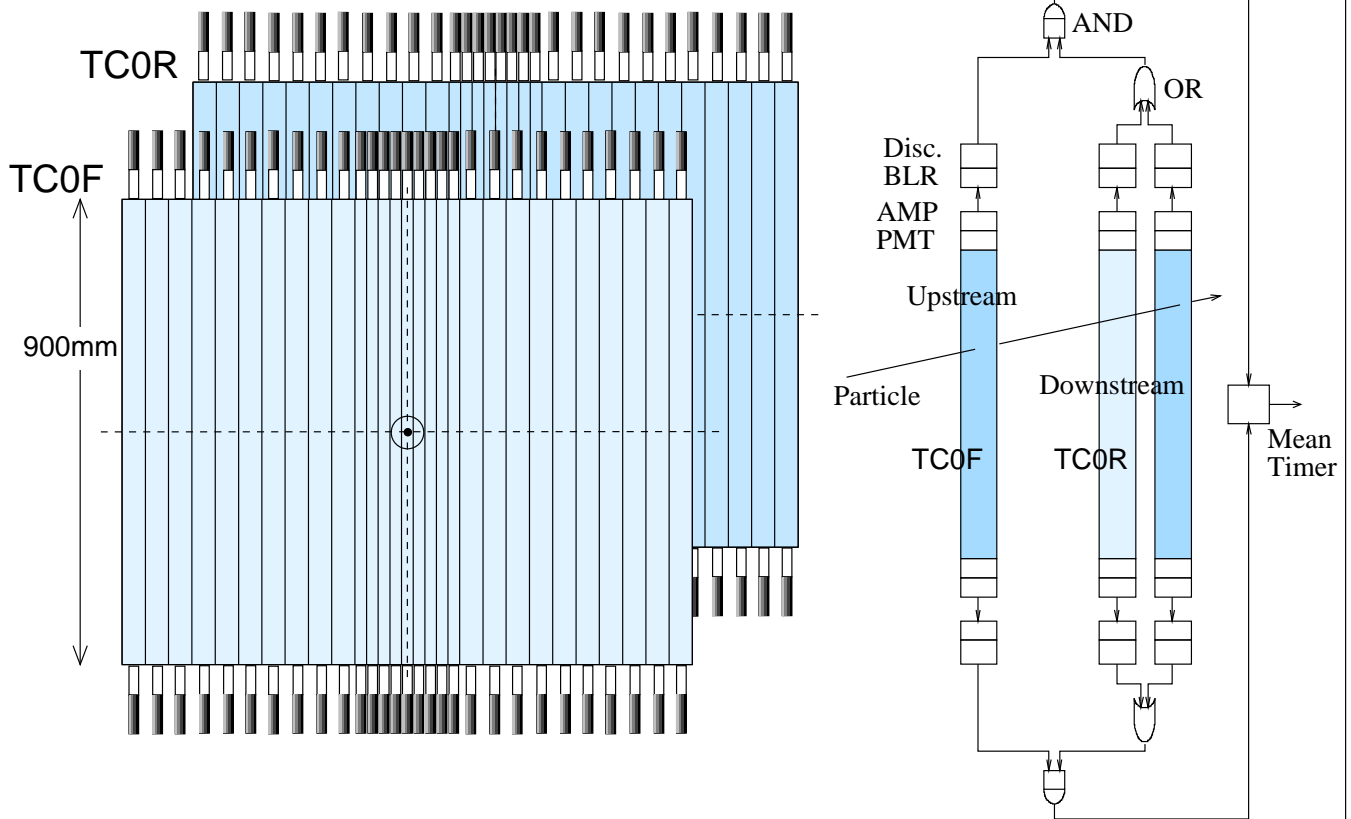 TC0R
TC0F
900mm
AND
OR
Disc.
BLR
AMP
PMT
Upstream
Particle
Downstream
TC0F
TC0R
Mean
Timer